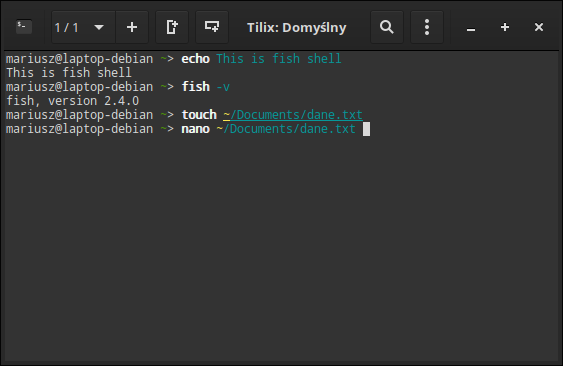 1 / 1
Tilix: Domyślny
mariusz@laptop-debian ~> echo This is fish shell
This is fish shell
mariusz@laptop-debian ~> fish -v
fish, version 2.4.0
mariusz@laptop-debian ~> touch ~/Documents/dane.txt
mariusz@laptop-debian ~> nano ~/Documents/dane.txt